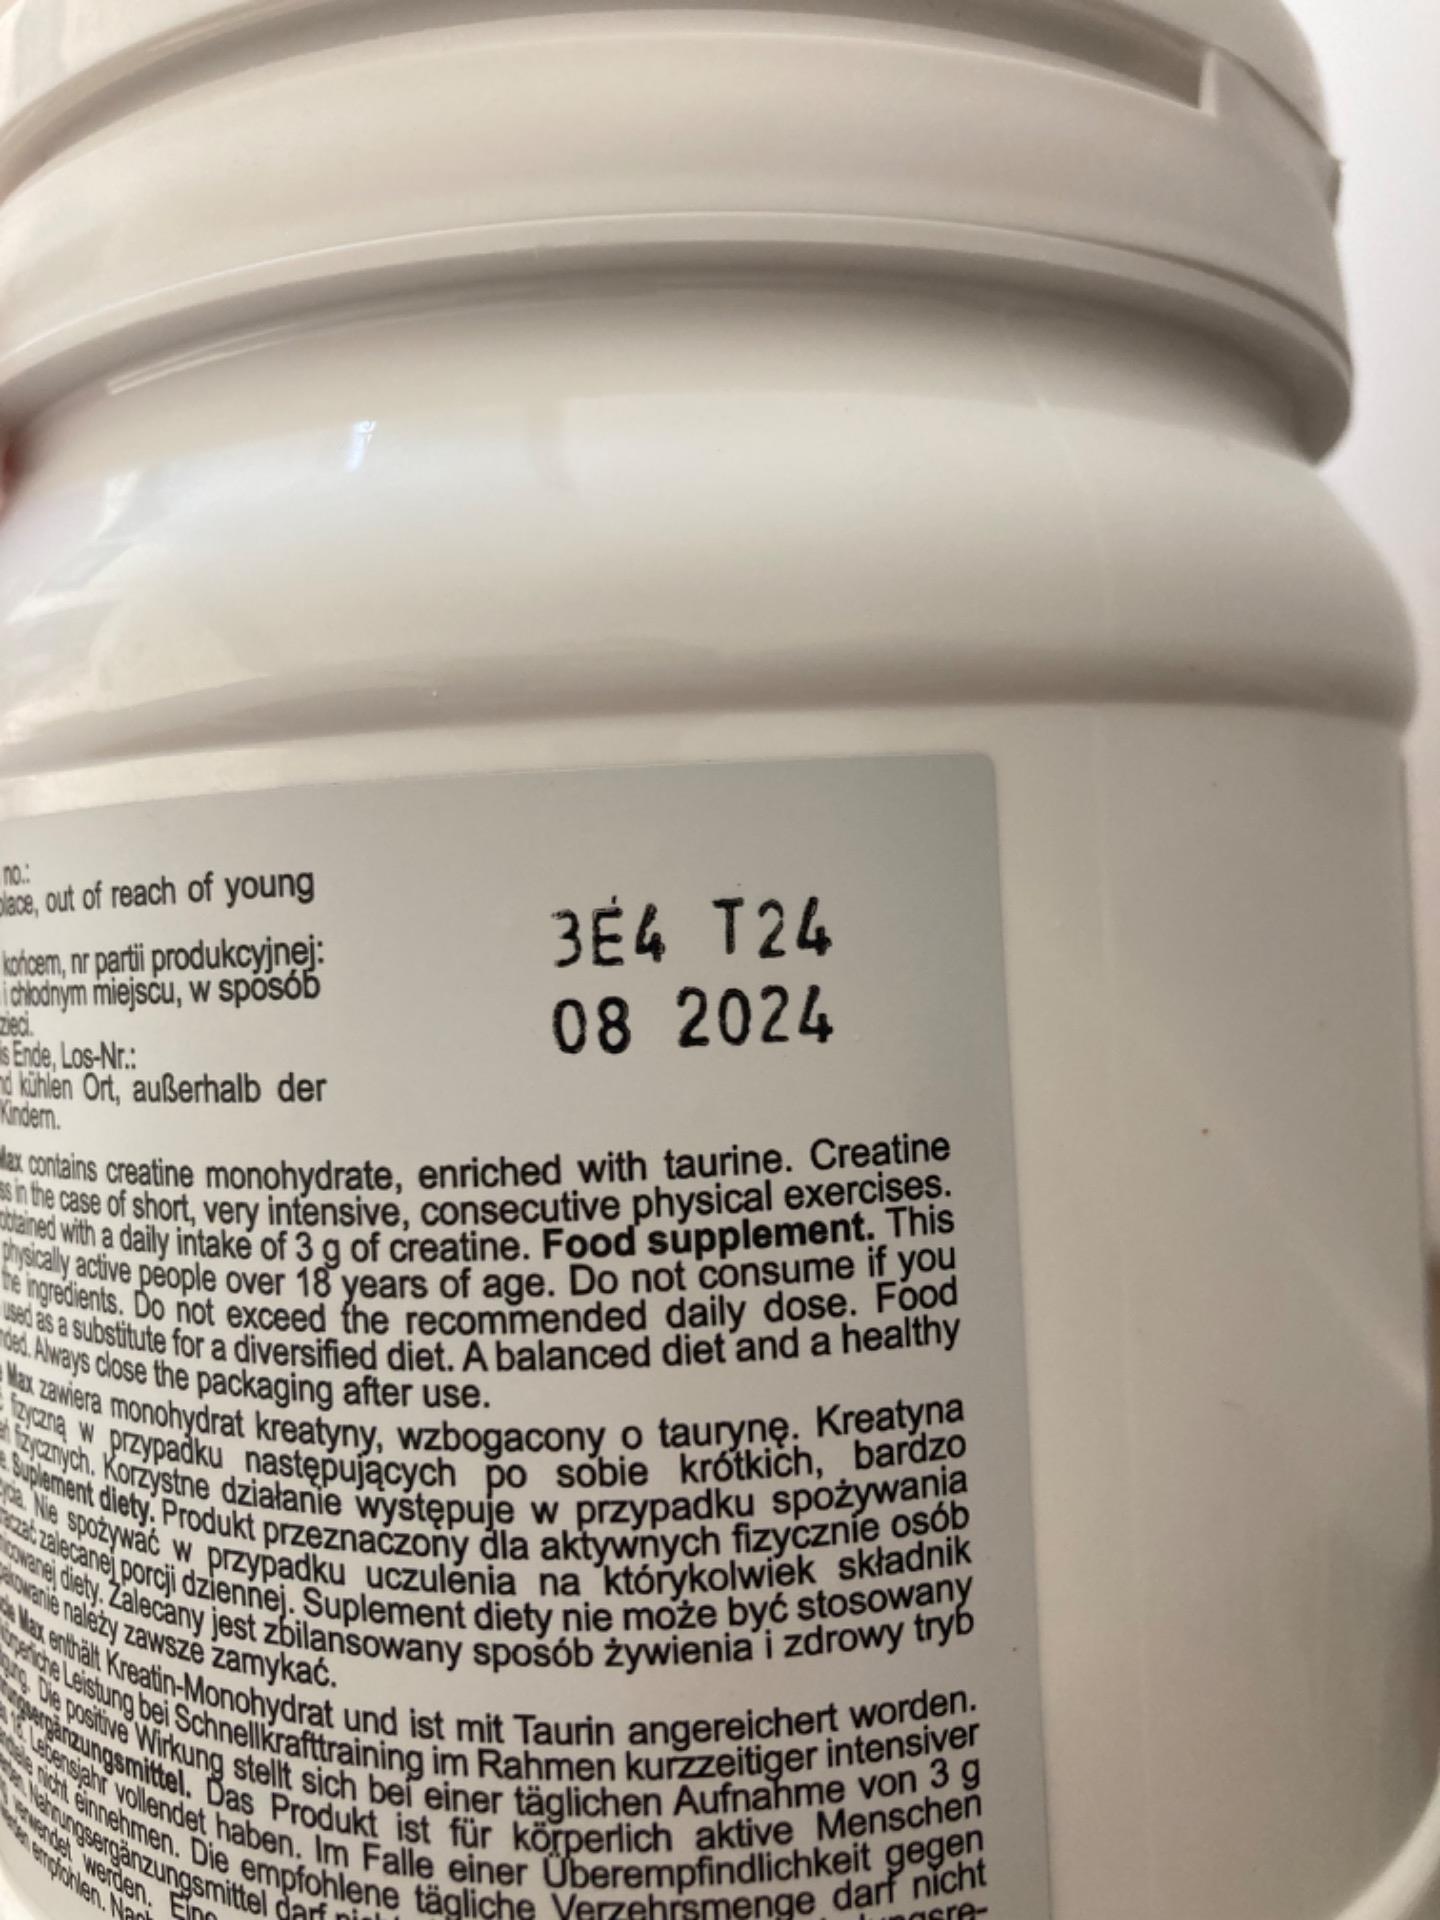 no.:
place, out of reach of young
końcem, nr partii produkcyjnej:
i chłodnym miejscu, w sposób
Ende, Los-Nr.:
kühlen Ort, außerhalb der
Kindern.
3E4 T24
08 2024
Max contains creatine monohydrate, enriched with taurine. Creatine
in the case of short, very intensive, consecutive physical exercises.
obtained with a daily intake of 3 g of creatine. Food supplement. This
physically active people over 18 years of age. Do not consume if you
the ingredients. Do not exceed the recommended daily dose. Food
used as a substitute for a diversified diet. A balanced diet and a healthy
Always close the packaging after use.
Max zawiera monohydrat kreatyny, wzbogacony o taurynę. Kreatyna
fizyczną w przypadku następujących po sobie krótkich, bardzo
fizycznych. Korzystne działanie występuje w przypadku spożywania
Suplement diety. Produkt przeznaczony dla aktywnych fizycznie osób
Nie spożywać w przypadku uczulenia na którykolwiek składnik
zalecanej porcji dziennej. Suplement diety nie może być stosowany
diety. Zalecany jest zbilansowany sposób żywienia i zdrowy tryb
należy zawsze zamykać.
Max enthält Kreatin-Monohydrat und ist mit Taurin angereichert worden.
körperliche Leistung bei Schnellkrafttraining im Rahmen kurzzeitiger intensiver
Die positive Wirkung stellt sich bei einer täglichen Aufnahme von 3 g
Das Produkt ist für körperlich aktive Menschen
18. Lebensjahr vollendet haben. Im Falle einer Überempfindlichkeit gegen
nicht einnehmen. Die empfohlene tägliche Verzehrsmenge darf nicht
Nahrungsergänzungsmittel darf
verwendet werden. Eine
empfohlen.